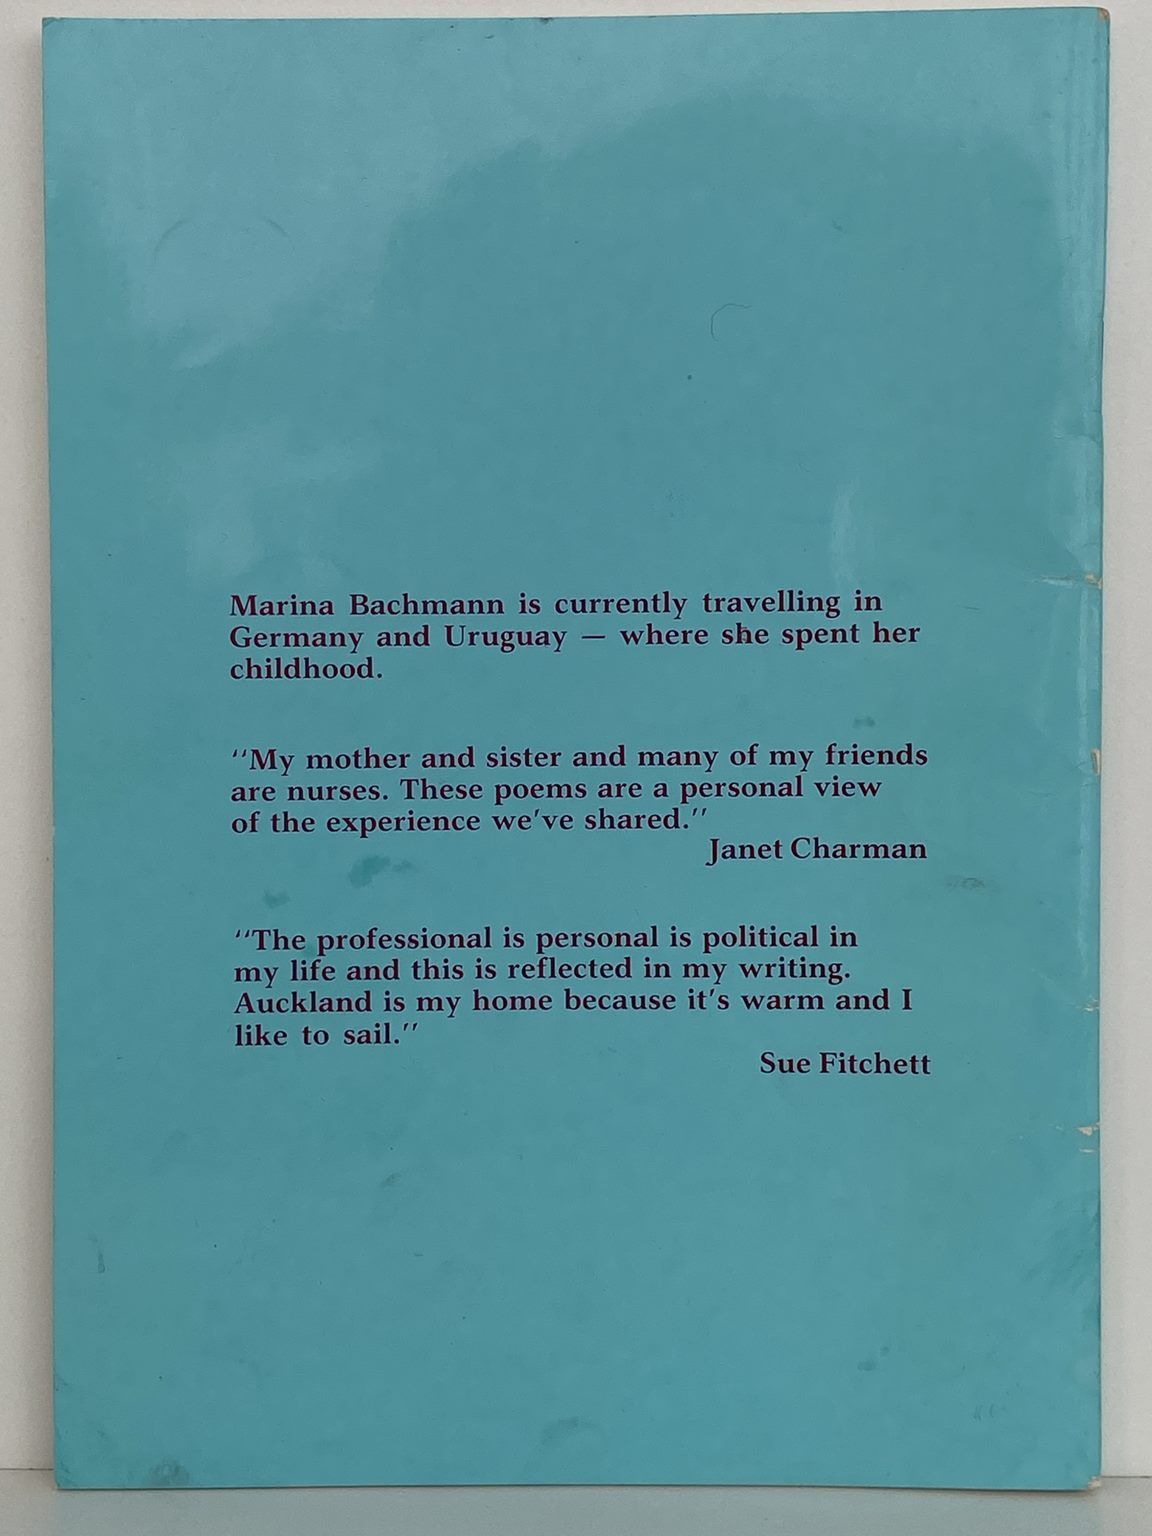 Marina Bachmann is currently travelling in
Germany and Uruguay — where she spent her
childhood.
‘‘My mother and sister and many of my friends
are nurses. These poems are a personal view
of the experience we've shared.’’
Janet Charman
‘‘The professional is personal is political in
my life and this is reflected in my writing.
Auckland is my home because it's warm and I
like to sail.’’
Sue Fitchett